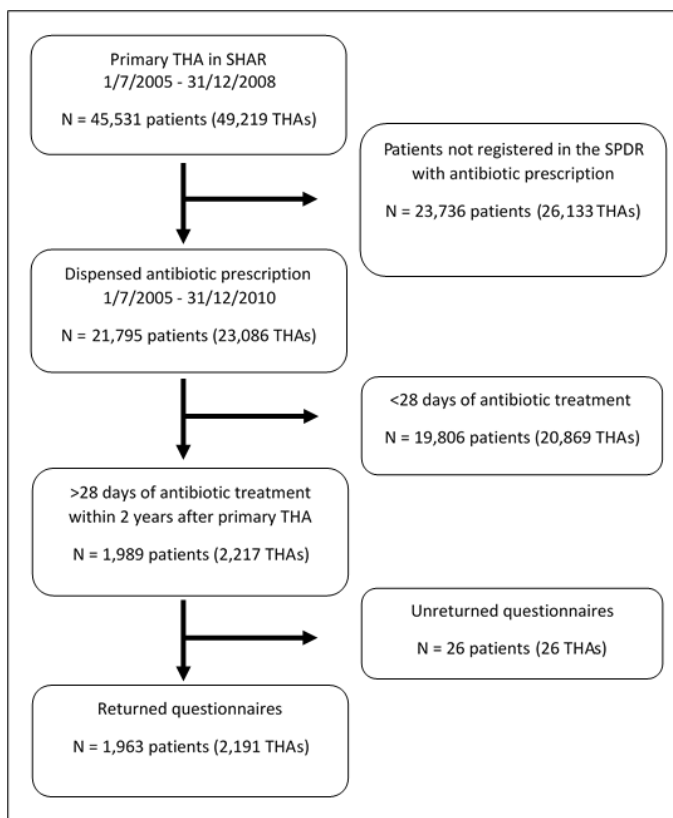 Primary THA in SHAR
1/7/2005 - 31/12/2008
N = 45,531 patients (49,219 THAs)
Patients not registered in the SPDR
with antibiotic prescription
N = 23,736 patients (26,133 THAs)
Dispensed antibiotic prescription
1/7/2005 - 31/12/2010
N = 21,795 patients (23,086 THAs)
<28 days of antibiotic treatment
N = 19,806 patients (20,869 THAs)
>28 days of antibiotic treatment
within 2 years after primary THA
N = 1,989 patients (2,217 THAs)
Unreturned questionnaires
N = 26 patients (26 THAs)
Returned questionnaires
N = 1,963 patients (2,191 THAs)